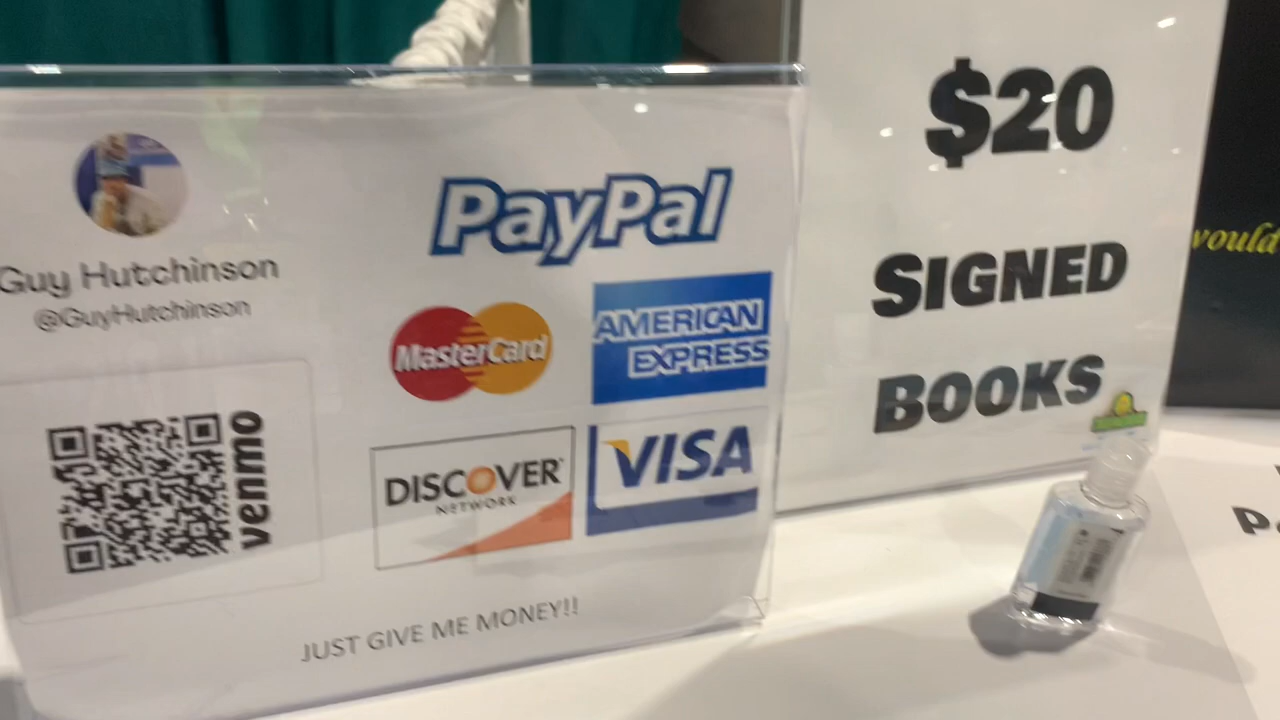 Guy Hutchinson
@GuyHutchinson
venmo
PayPal
MasterCard
AMERICAN
EXPRESS
DISCOVER
NETWORK
VISA
JUST GIVE ME MONEY!!
$20
SIGNED
BOOKS